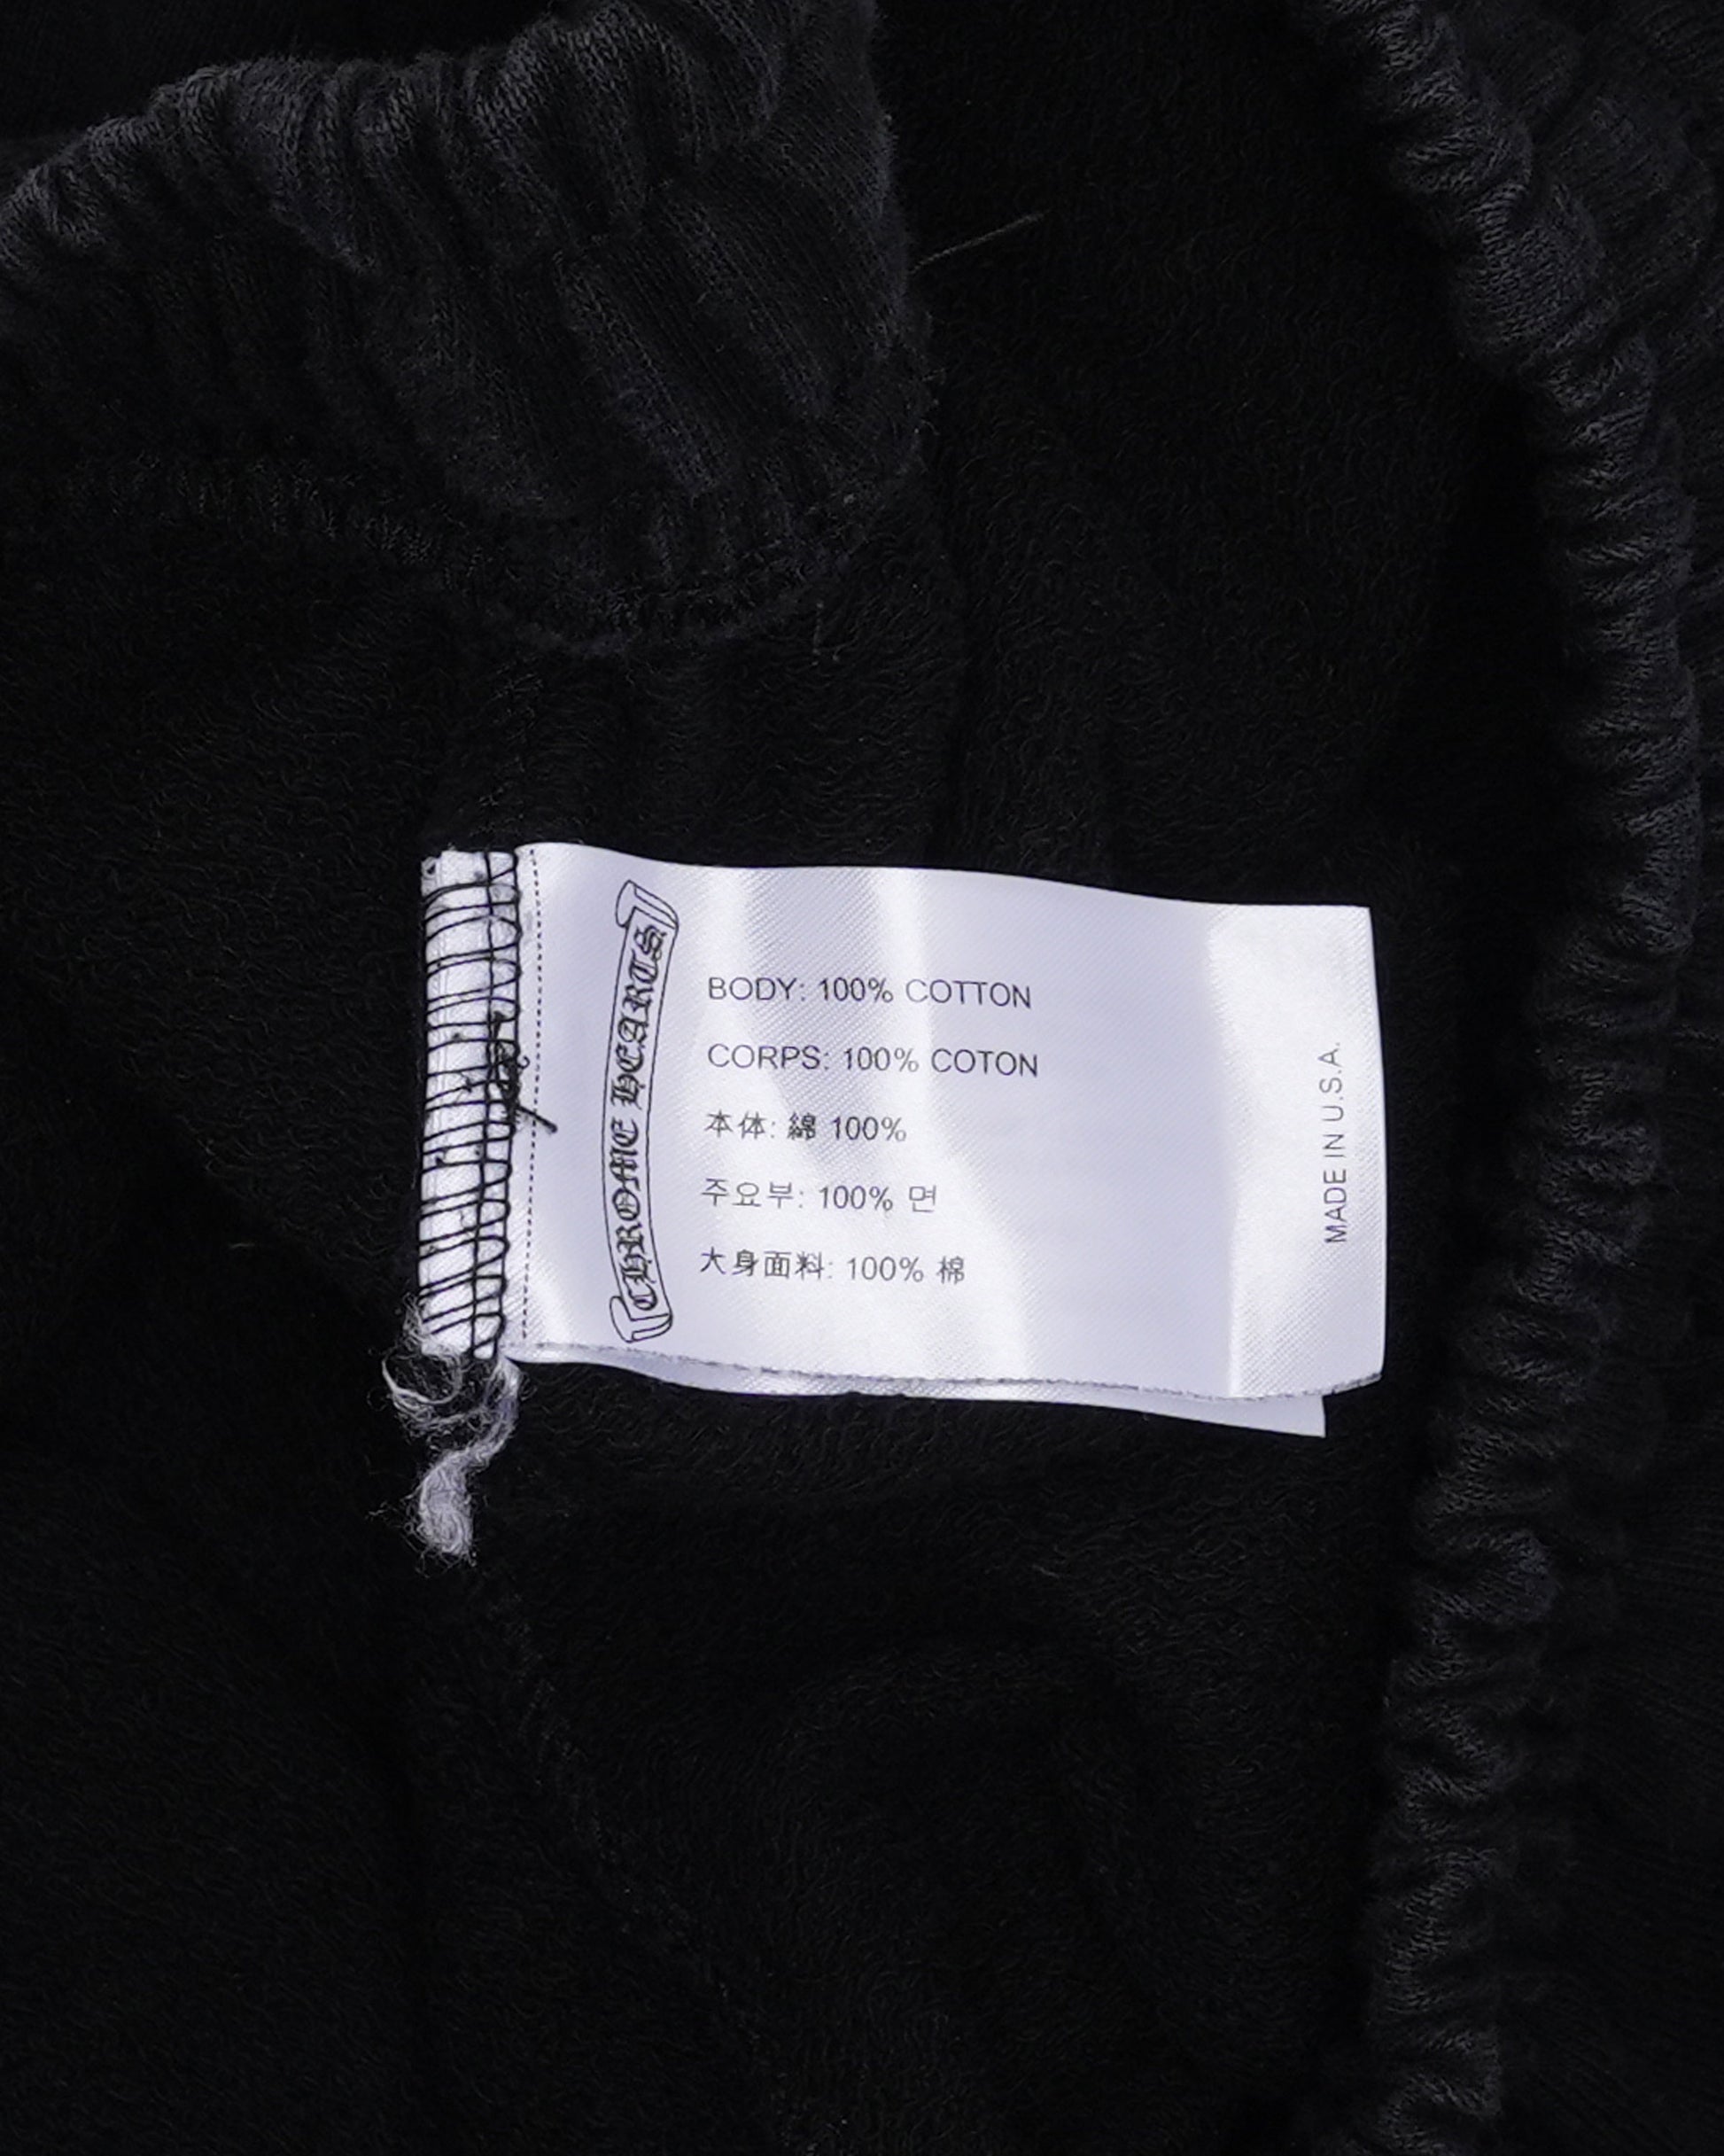 CHROME HEARTS
BODY: 100% COTTON
CORPS: 100% COTON
本体: 綿 100%
주요부: 100% 면
大身面料: 100% 棉
MADE IN U.S.A.